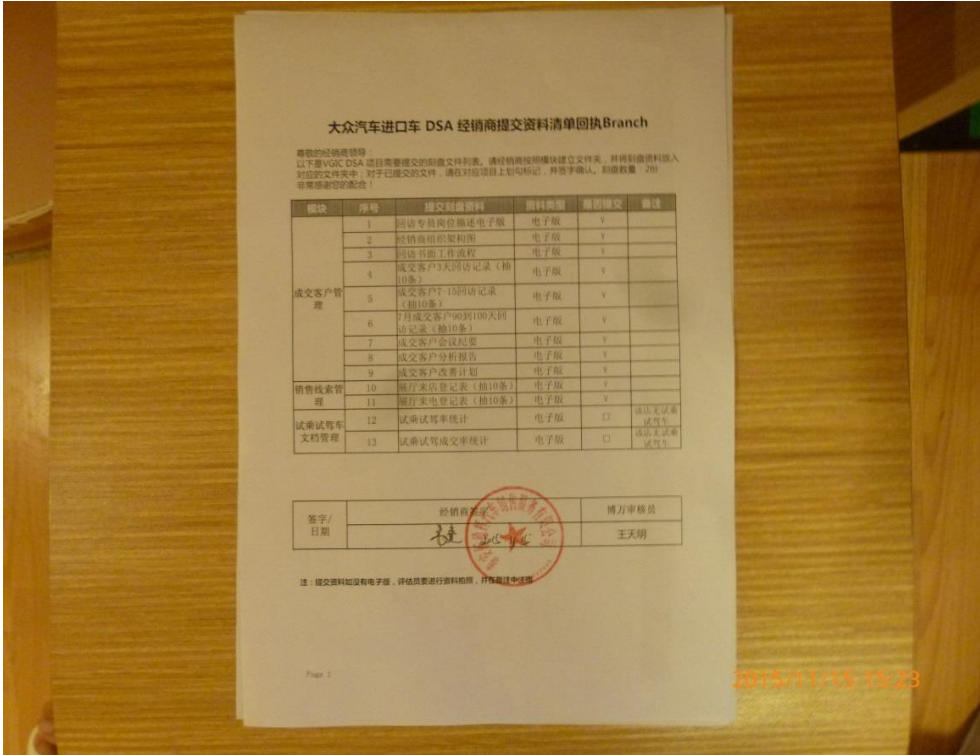 大众汽车进口车 DSA 经销商提交资料清单回执Branch
尊敬的经销商领导：
以下是VGIC DSA 项目需要提交的刻盘文件列表。请经销商按照模块建立文件夹，并将刻盘资料放入
对应的文件夹中；对于已提交的文件，请在对应项目上划勾标记，并签字确认。刻盘数量：2份
非常感谢您的配合！
模块 序号 提交刻盘资料 资料类型 是否提交 备注
成交客户管理
1 回访专员岗位描述电子版 电子版 √
2 经销商组织架构图 电子版 √
3 回访书面工作流程 电子版 √
4 成交客户3天回访记录（抽
10条） 电子版 √
5 成交客户7-15回访记录
（抽10条） 电子版 √
6 7月成交客户90到100天回
访记录（抽10条） 电子版 √
7 成交客户会议纪要 电子版 √
8 成交客户分析报告 电子版 √
9 成交客户改善计划 电子版 √
销售线索管理
10 展厅来店登记表（抽10条） 电子版 √
11 展厅来电登记表（抽10条） 电子版 √
试乘试驾车
文档管理
12 试乘试驾率统计 电子版 □ 该店无试乘
试驾车
13 试乘试驾成交率统计 电子版 □ 该店无试乘
试驾车
签字/
日期
经销商签字 博万审核员
王天明
注：提交资料如没有电子版，评估员要进行资料拍照，并在备注中注明
Page 1
2015/11/15 15:23